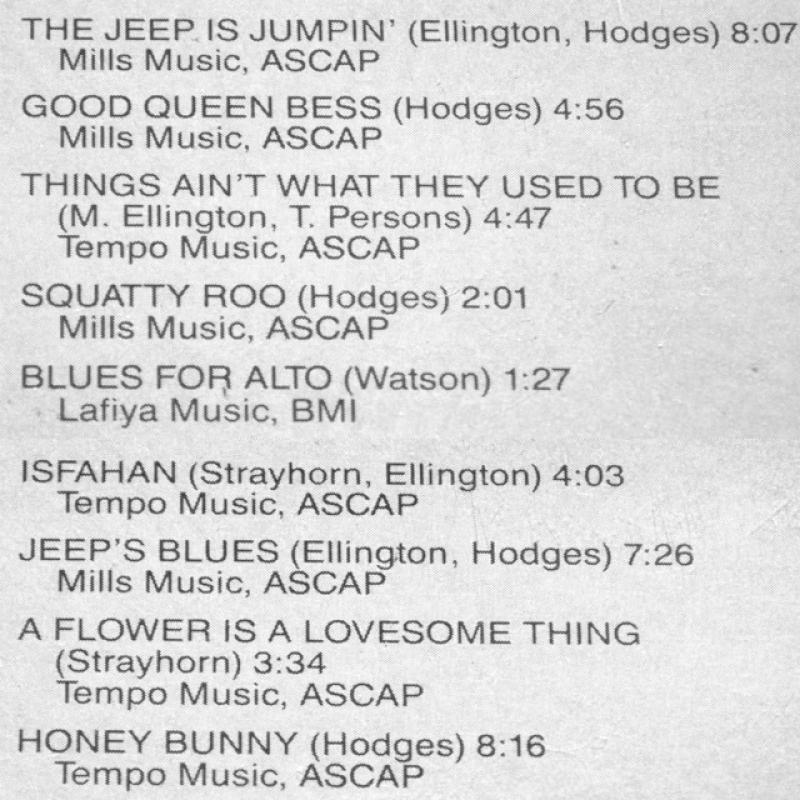 THE JEEP IS JUMPIN' (Ellington, Hodges) 8:07
Mills Music, ASCAP
GOOD QUEEN BESS (Hodges) 4:56
Mills Music, ASCAP
THINGS AIN'T WHAT THEY USED TO BE
(M. Ellington, T. Persons) 4:47
Tempo Music, ASCAP
SQUATTY ROO (Hodges) 2:01
Mills Music, ASCAP
BLUES FOR ALTO (Watson) 1:27
Lafiya Music, BMI
ISFAHAN (Strayhorn, Ellington) 4:03
Tempo Music, ASCAP
JEEP'S BLUES (Ellington, Hodges) 7:26
Mills Music, ASCAP
A FLOWER IS A LOVESOME THING
(Strayhorn) 3:34
Tempo Music, ASCAP
HONEY BUNNY (Hodges) 8:16
Tempo Music, ASCAP